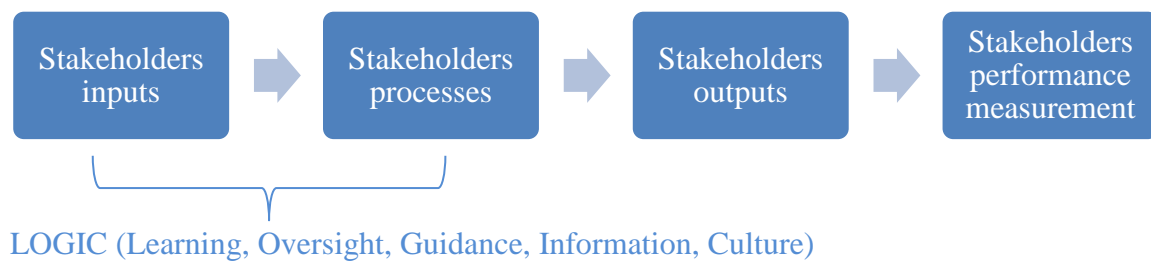 Stakeholders
inputs
Stakeholders
processes
Stakeholders
outputs
Stakeholders
performance
measurement
LOGIC (Learning, Oversight, Guidance, Information, Culture)